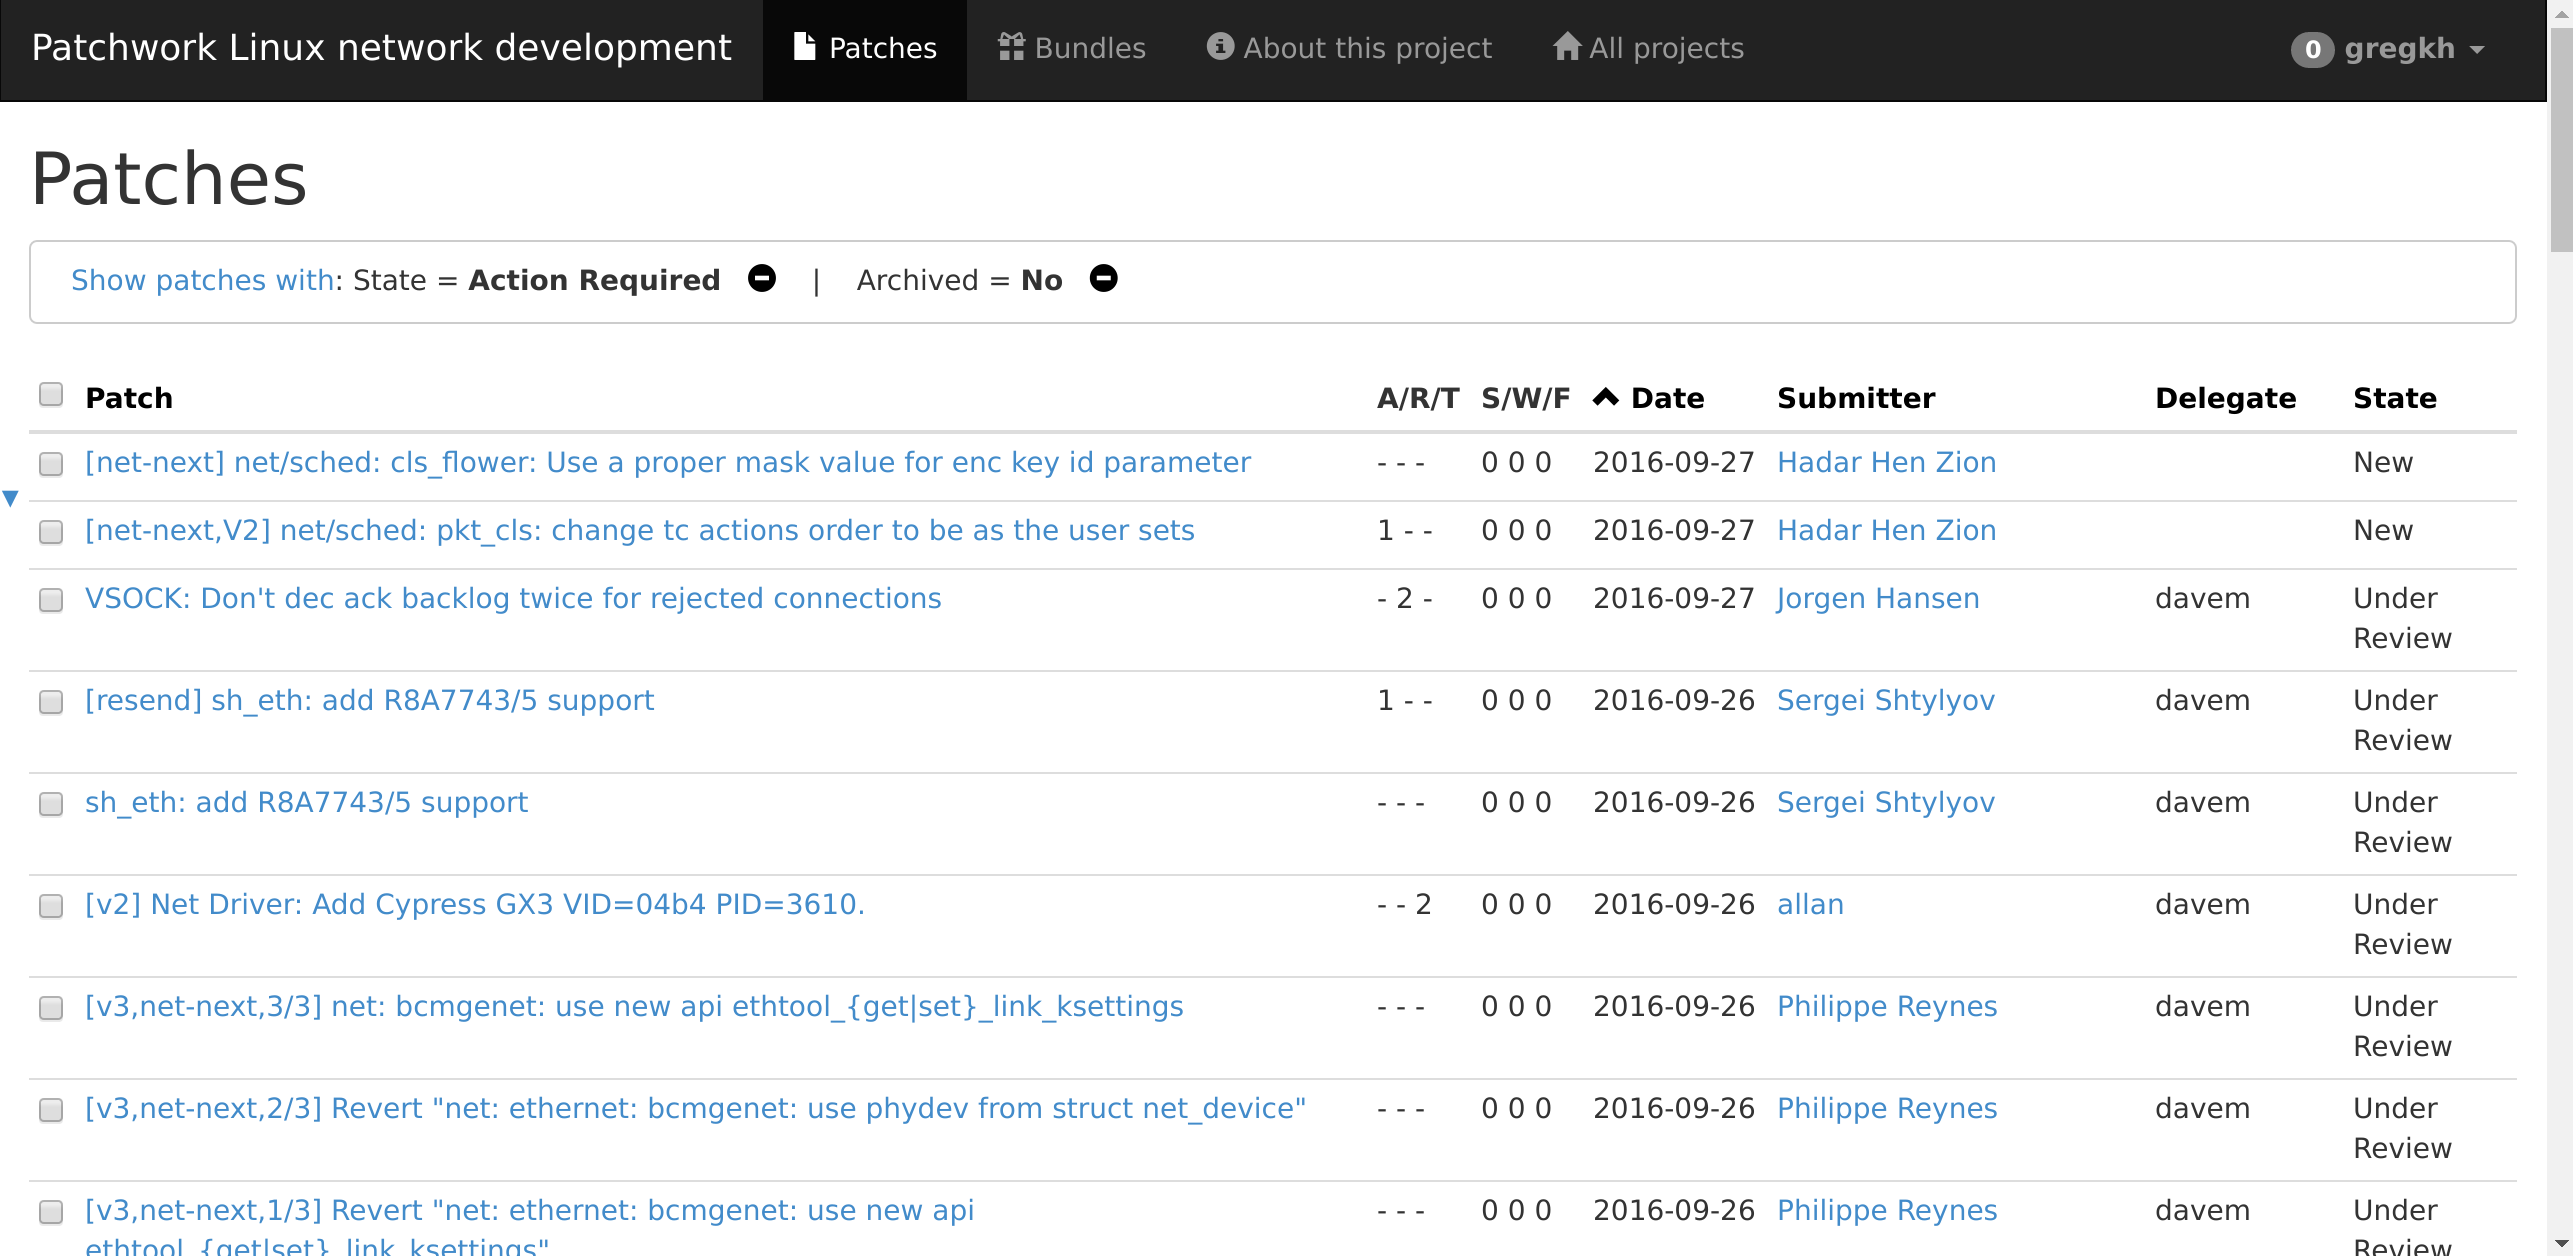 Patchwork Linux network development Patches Bundles About this project All projects 0 gregkh
Patches
Show patches with: State = Action Required | Archived = No
Patch A/R/T S/W/F Date Submitter Delegate State
[net-next] net/sched: cls_flower: Use a proper mask value for enc key id parameter - - - 0 0 0 2016-09-27 Hadar Hen Zion New
[net-next,V2] net/sched: pkt_cls: change tc actions order to be as the user sets 1 - - 0 0 0 2016-09-27 Hadar Hen Zion New
VSOCK: Don't dec ack backlog twice for rejected connections - 2 - 0 0 0 2016-09-27 Jorgen Hansen davem Under
Review
[resend] sh_eth: add R8A7743/5 support 1 - - 0 0 0 2016-09-26 Sergei Shtylyov davem Under
Review
sh_eth: add R8A7743/5 support - - - 0 0 0 2016-09-26 Sergei Shtylyov davem Under
Review
[v2] Net Driver: Add Cypress GX3 VID=04b4 PID=3610. - - 2 0 0 0 2016-09-26 allan davem Under
Review
[v3,net-next,3/3] net: bcmgenet: use new api ethtool_{get|set}_link_ksettings - - - 0 0 0 2016-09-26 Philippe Reynes davem Under
Review
[v3,net-next,2/3] Revert "net: ethernet: bcmgenet: use phydev from struct net_device" - - - 0 0 0 2016-09-26 Philippe Reynes davem Under
Review
[v3,net-next,1/3] Revert "net: ethernet: bcmgenet: use new api - - - 0 0 0 2016-09-26 Philippe Reynes davem Under
ethtool_{get|set}_link_ksettings" Review